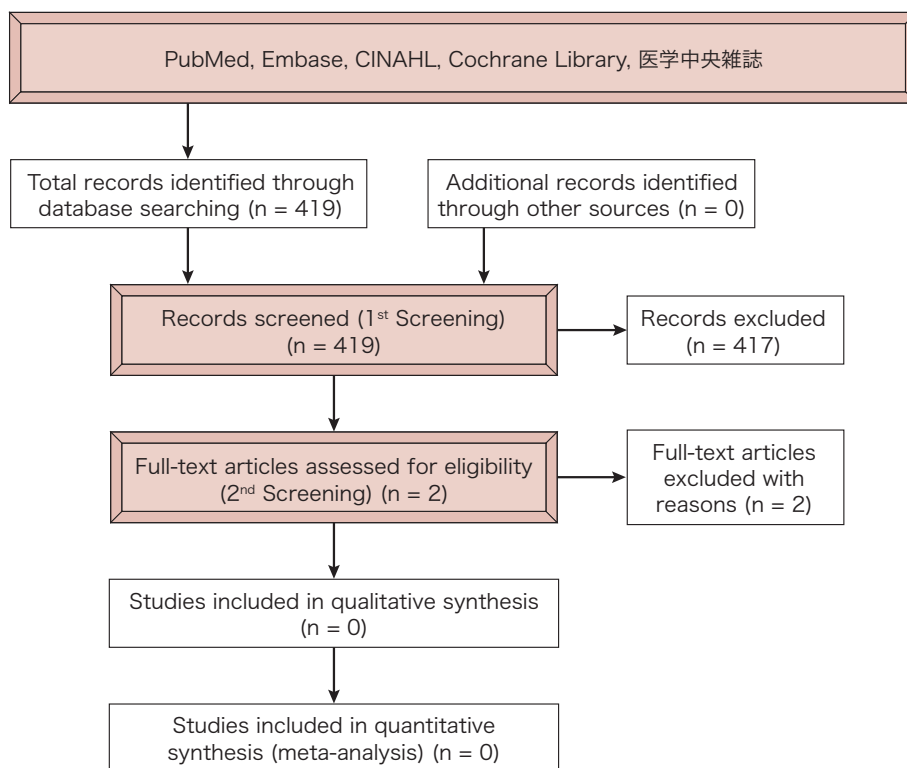 PubMed, Embase, CINAHL, Cochrane Library, 医学中央雑誌
Total records identified through
database searching (n = 419)
Additional records identified
through other sources (n = 0)
Records screened (1st Screening)
(n = 419)
Records excluded
(n = 417)
Full-text articles assessed for eligibility
(2nd Screening) (n = 2)
Full-text articles
excluded with
reasons (n = 2)
Studies included in qualitative synthesis
(n = 0)
Studies included in quantitative
synthesis (meta-analysis) (n = 0)